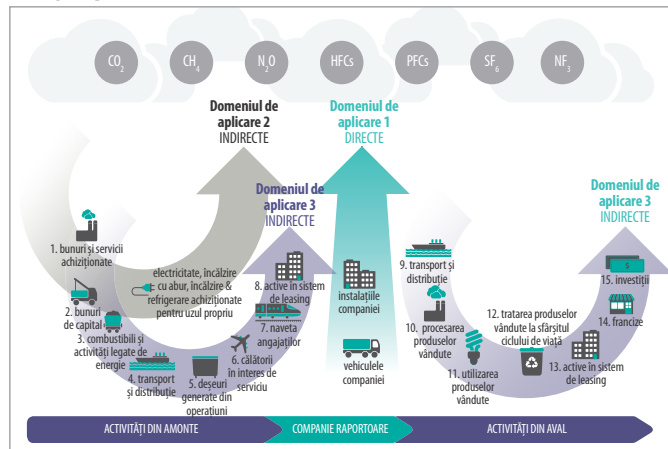 CO2
CH4
N2O
HFCs
PFCs
SF6
NF3
Domeniul de
aplicare 2
INDIRECTE
Domeniul de
aplicare 1
DIRECTE
Domeniul de
aplicare 3
INDIRECTE
Domeniul de
aplicare 3
INDIRECTE
1. bunuri și servicii
achiziționate
2. bunuri
de capital
3. combustibili și
activități legate de
energie
4. transport
și distribuție
5. deșeuri
generate din
operațiuni
6. călătorii
în interes de
serviciu
7. naveta
angajaților
8. active în sistem
de leasing
electricitate, încălzire
cu abur, încălzire &
refrigerare achiziționate
pentru uzul propriu
instalațiile
companiei
vehiculele
companiei
9. transport și
distribuție
10. procesarea
produselor
vândute
11. utilizarea
produselor
vândute
12. tratarea produselor
vândute la sfârșitul
ciclului de viață
13. active în sistem
de leasing
14. francize
15. investiții
$
ACTIVITĂȚI DIN AMONTE
COMPANIE RAPORTOARE
ACTIVITĂȚI DIN AVAL